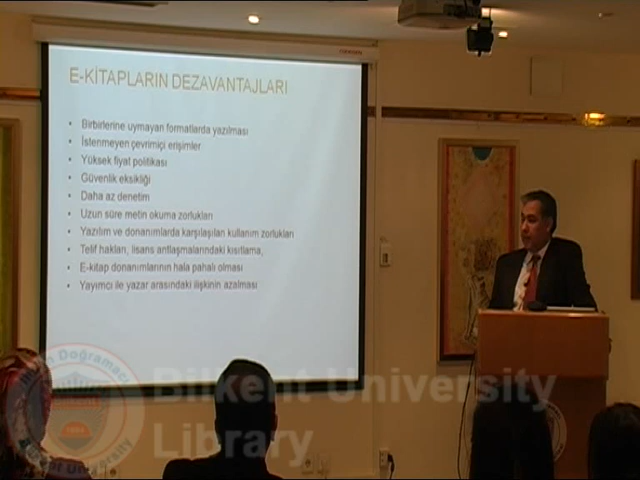 E-KİTAPLARIN DEZAVANTAJLARI
• Birbirlerine uymayan formatlarda yazılması
• İstenmeyen çevrimiçi erişimler
• Yüksek fiyat politikası
• Güvenlik eksikliği
• Daha az denetim
• Uzun süre metin okuma zorlukları
• Yazılım ve donanımlarda karşılaşılan kullanım zorlukları
• Telif hakları, lisans antlaşmalarındaki kısıtlama,
• E-kitap donanımlarının hala pahalı olması
• Yayımcı ile yazar arasındaki ilişkinin azalması
Bilkent University
Library